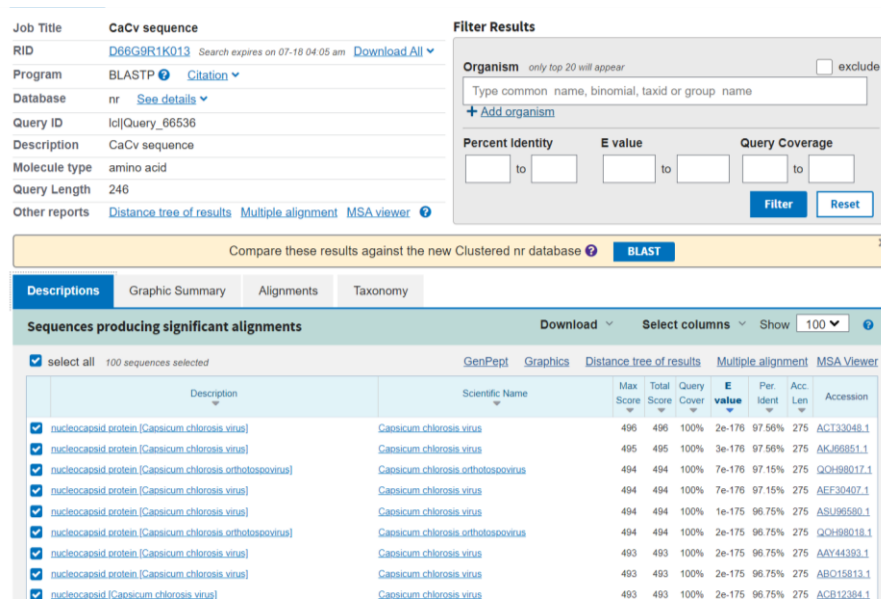 Job Title CaCv sequence
RID D66G9R1K013 Search expires on 07-18 04:05 am Download All
Program BLASTP Citation
Database nr See details
Query ID lcl|Query_66536
Description CaCv sequence
Molecule type amino acid
Query Length 246
Other reports Distance tree of results Multiple alignment MSA viewer
Filter Results
Organism only top 20 will appear exclude
Type common name, binomial, taxid or group name
+ Add organism
Percent Identity E value Query Coverage
to to to
Filter Reset
Compare these results against the new Clustered nr database BLAST
Descriptions Graphic Summary Alignments Taxonomy
Sequences producing significant alignments Download Select columns Show 100
select all 100 sequences selected GenPept Graphics Distance tree of results Multiple alignment MSA Viewer
Description Scientific Name Max Score Total Score Query Cover E value Per. Ident Acc. Len Accession
nucleocapsid protein [Capsicum chlorosis virus] Capsicum chlorosis virus 496 496 100% 2e-176 97.56% 275 ACT33048.1
nucleocapsid protein [Capsicum chlorosis virus] Capsicum chlorosis virus 495 495 100% 3e-176 97.56% 275 AKJ66851.1
nucleocapsid protein [Capsicum chlorosis orthotospovirus] Capsicum chlorosis orthotospovirus 494 494 100% 7e-176 97.15% 275 QOH98017.1
nucleocapsid protein [Capsicum chlorosis virus] Capsicum chlorosis virus 494 494 100% 7e-176 97.15% 275 AEF30407.1
nucleocapsid protein [Capsicum chlorosis virus] Capsicum chlorosis virus 494 494 100% 1e-175 96.75% 275 ASU96580.1
nucleocapsid protein [Capsicum chlorosis orthotospovirus] Capsicum chlorosis orthotospovirus 494 494 100% 2e-175 96.75% 275 QOH98018.1
nucleocapsid protein [Capsicum chlorosis virus] Capsicum chlorosis virus 493 493 100% 2e-175 96.75% 275 AAY44393.1
nucleocapsid protein [Capsicum chlorosis virus] Capsicum chlorosis virus 493 493 100% 2e-175 96.75% 275 ABO15813.1
nucleocapsid [Capsicum chlorosis virus] Capsicum chlorosis virus 493 493 100% 2e-175 96.75% 275 ACB12384.1